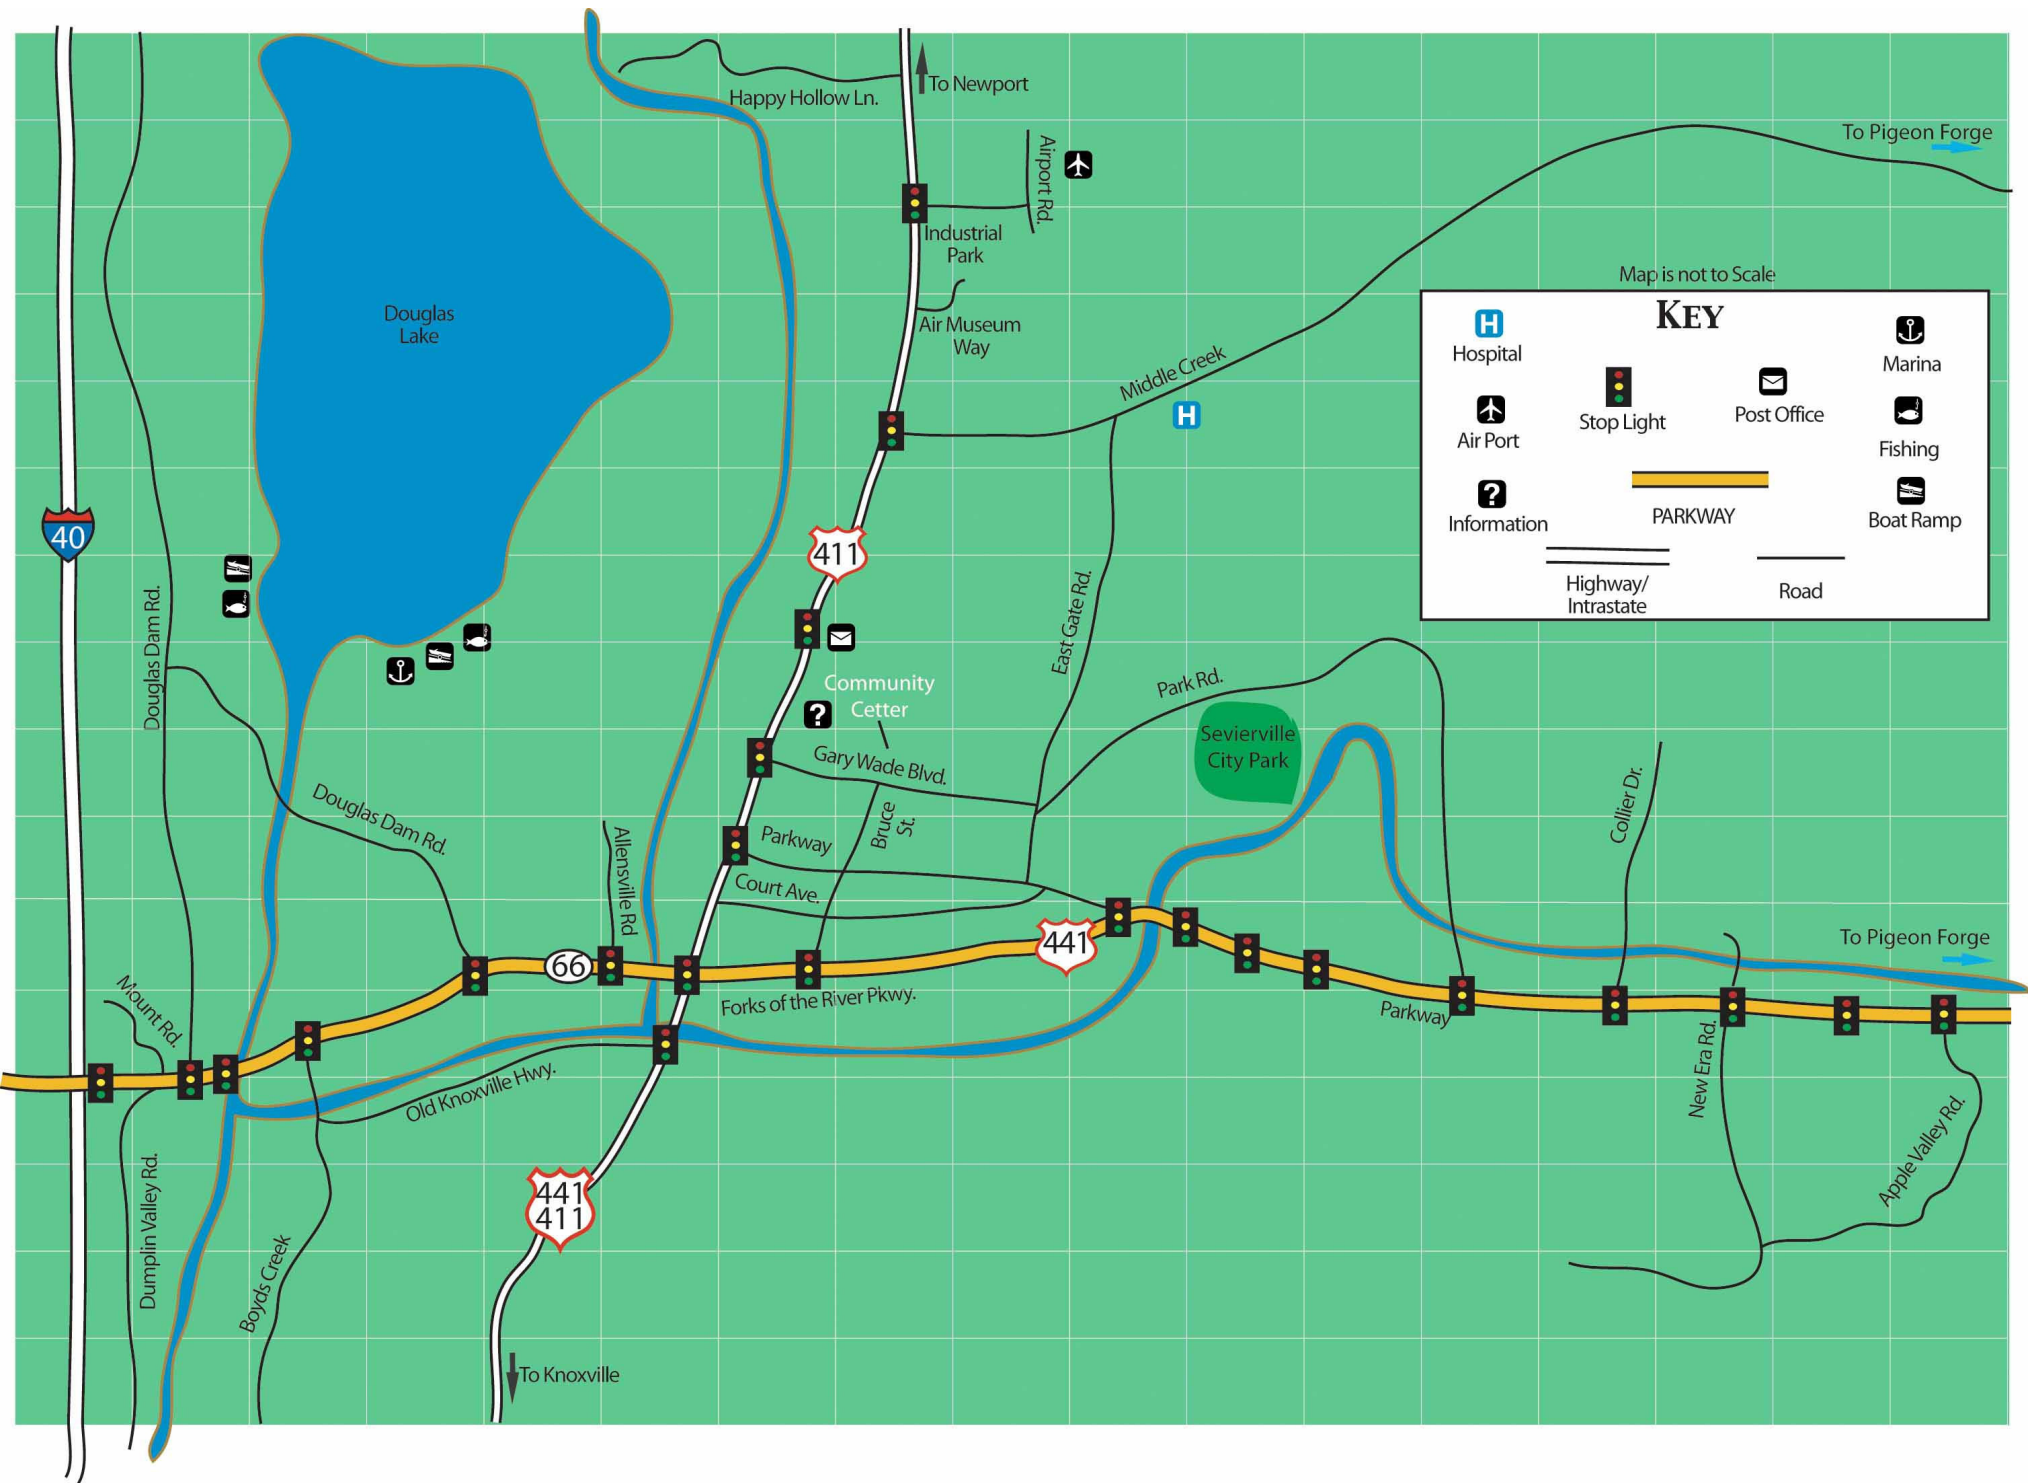 Happy Hollow Ln.
To Newport
Airport Rd.
To Pigeon Forge
Industrial
Park
Air Museum
Way
Douglas
Lake
Middle Creek
H
Map is not to Scale
KEY
H
Hospital
Marina
Stop Light
Post Office
Air Port
Fishing
?
Information
PARKWAY
Boat Ramp
Highway/
Intrastate
Road
40
411
Douglas Dam Rd.
East Gate Rd.
Park Rd.
Community
Cetter
?
Sevierville
City Park
Gary Wade Blvd.
Douglas Dam Rd.
Allensville Rd
Parkway
Bruce
St.
Court Ave.
Collier Dr.
To Pigeon Forge
441
66
Forks of the River Pkwy.
Parkway
Mount Rd.
Old Knoxville Hwy.
New Era Rd.
Apple Valley Rd.
Dumplin Valley Rd.
Boyds Creek
441
411
To Knoxville